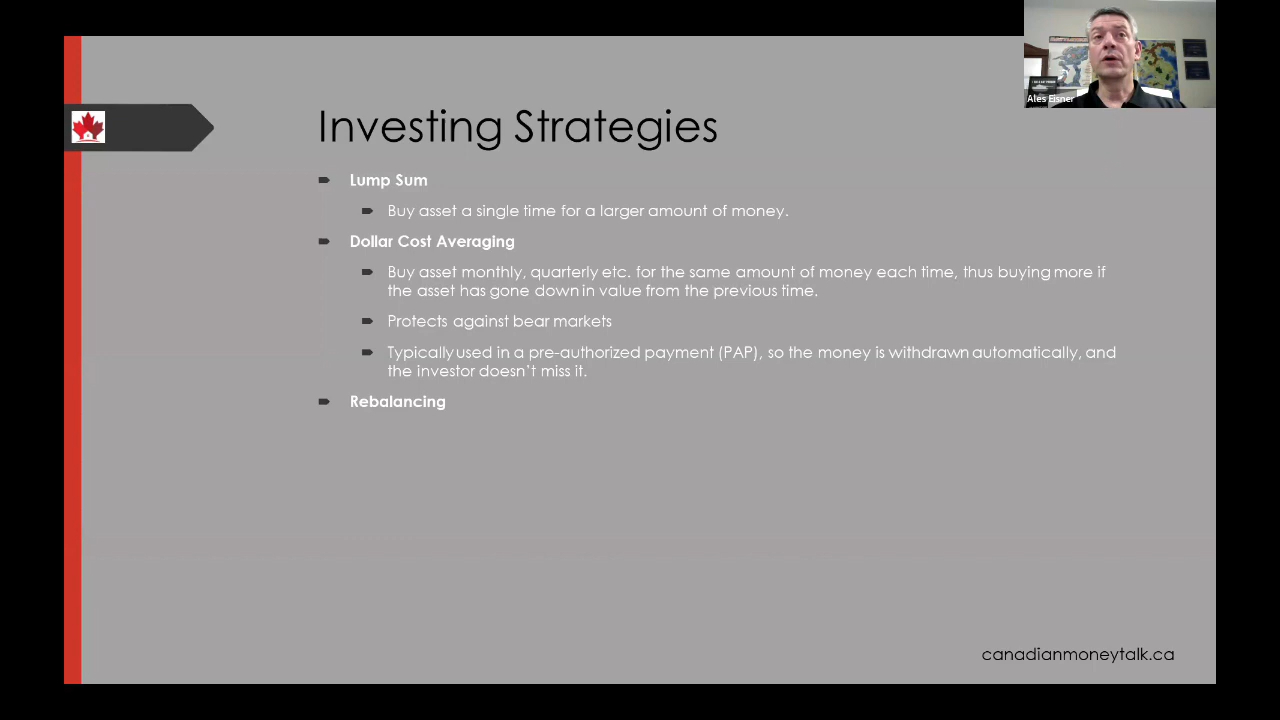 Ales Eisner
Investing Strategies
Lump Sum
Buy asset a single time for a larger amount of money.
Dollar Cost Averaging
Buy asset monthly, quarterly etc. for the same amount of money each time, thus buying more if
the asset has gone down in value from the previous time.
Protects against bear markets
Typically used in a pre-authorized payment (PAP), so the money is withdrawn automatically, and
the investor doesn't miss it.
Rebalancing
canadianmoneytalk.ca